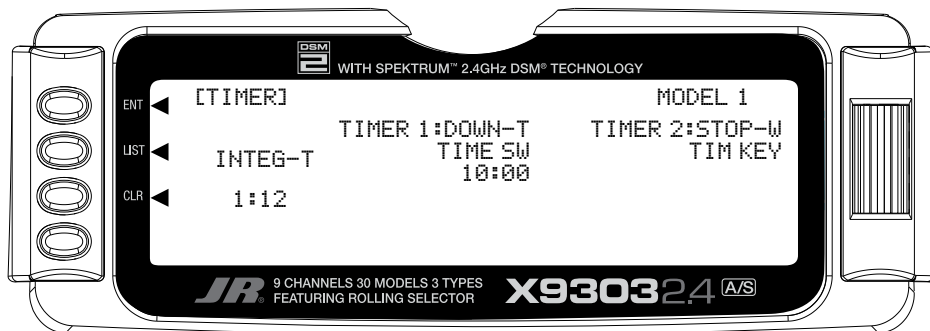 DSM
2 WITH SPEKTRUM™ 2.4GHz DSM® TECHNOLOGY
ENT [TIMER] MODEL 1
TIMER 1:DOWN-T TIMER 2:STOP-W
LIST INTEG-T TIME SW TIM KEY
10:00
CLR 1:12
JR® 9 CHANNELS 30 MODELS 3 TYPES
FEATURING ROLLING SELECTOR
X9303 2.4 A/S